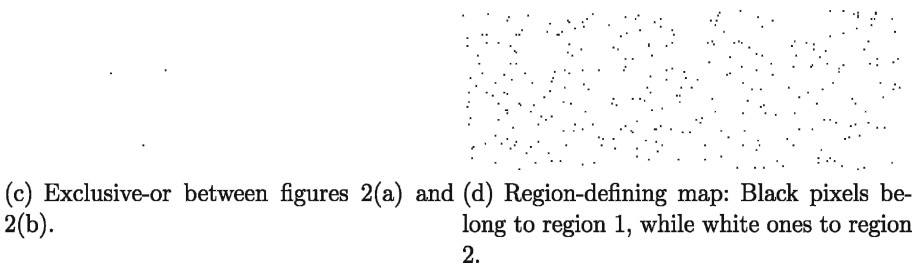 (c) Exclusive-or between figures 2(a) and
2(b).
(d) Region-defining map: Black pixels be-
long to region 1, while white ones to region
2.